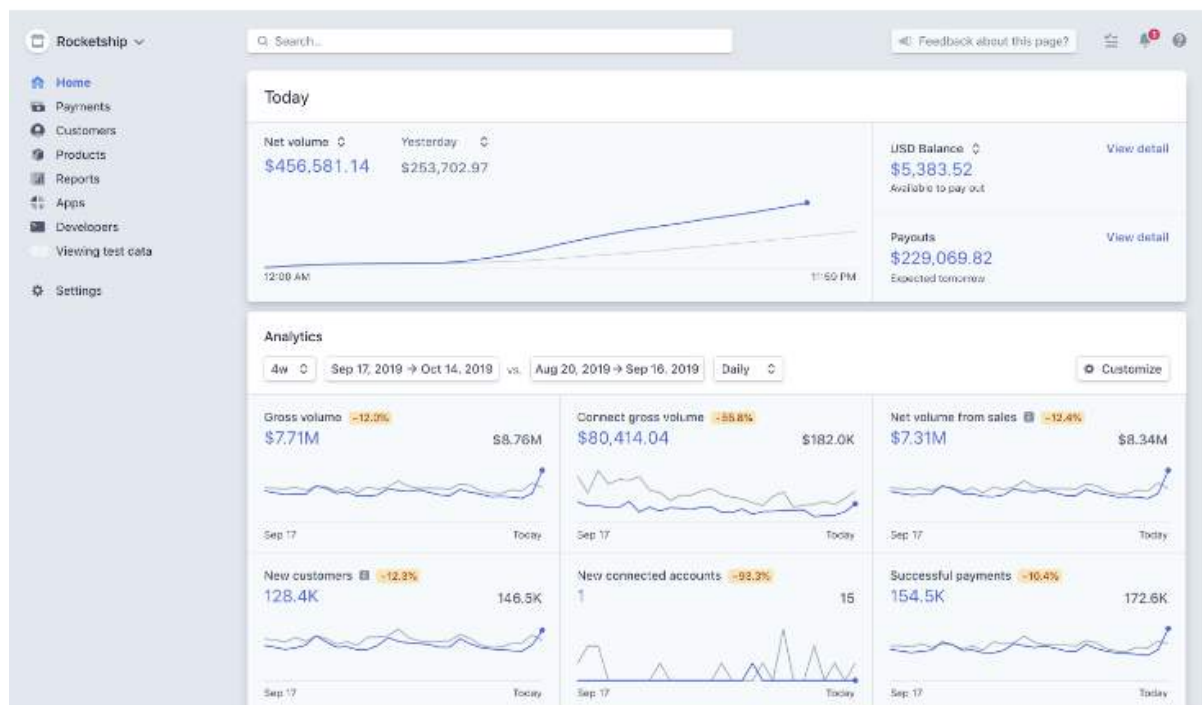 Rocketship
Search...
Feedback about this page?
Home
Payments
Customers
Products
Reports
Apps
Developers
Viewing test data
Settings
Today
Net volume
Yesterday
$456,581.14
$253,702.97
12:00 AM
11:59 PM
USD Balance
View detail
$5,383.52
Available to pay out
Payouts
View detail
$229,069.82
Expected tomorrow
Analytics
4w
Sep 17, 2019 → Oct 14, 2019
vs.
Aug 20, 2019 → Sep 16, 2019
Daily
Customize
Gross volume -12.0%
$7.71M
$8.76M
Sep 17
Today
Connect gross volume -55.8%
$80,414.04
$182.0K
Sep 17
Today
Net volume from sales -12.4%
$7.31M
$8.34M
Sep 17
Today
New customers -12.3%
128.4K
146.5K
Sep 17
Today
New connected accounts -93.3%
1
15
Sep 17
Today
Successful payments -10.4%
154.5K
172.6K
Sep 17
Today